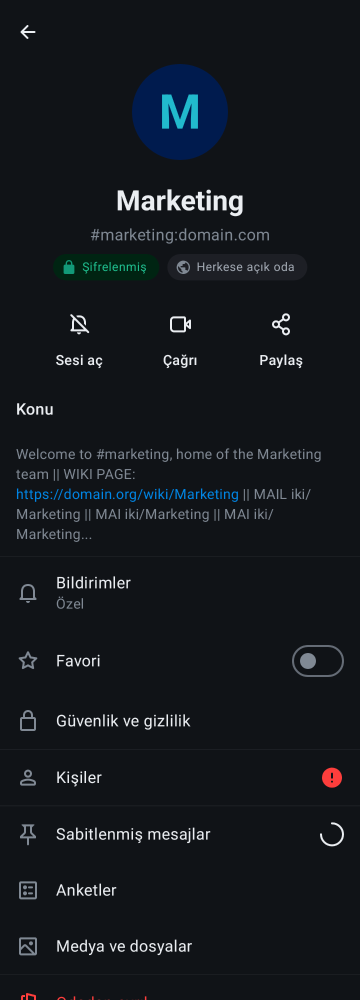 M
Marketing
#marketing:domain.com
Şifrelenmiş
Herkese açık oda
Sesi aç
Çağrı
Paylaş
Konu
Welcome to #marketing, home of the Marketing
team || WIKI PAGE:
https://domain.org/wiki/Marketing || MAIL iki/
Marketing || MAI iki/Marketing || MAI iki/
Marketing...
Bildirimler
Özel
Favori
Güvenlik ve gizlilik
Kişiler
Sabitlenmiş mesajlar
Anketler
Medya ve dosyalar